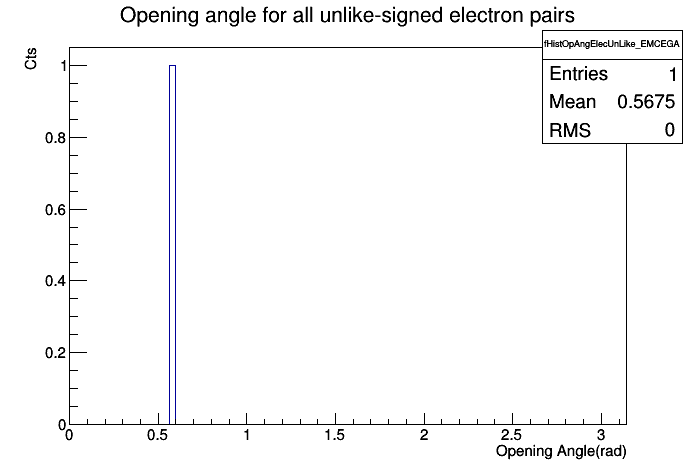 Opening angle for all unlike-signed electron pairs
fHistOpAngElecUnLike_EMCEGA
Entries 1
Mean 0.5675
RMS 0
Cts
1
0.8
0.6
0.4
0.2
0
0 0.5 1 1.5 2 2.5 3
Opening Angle(rad)